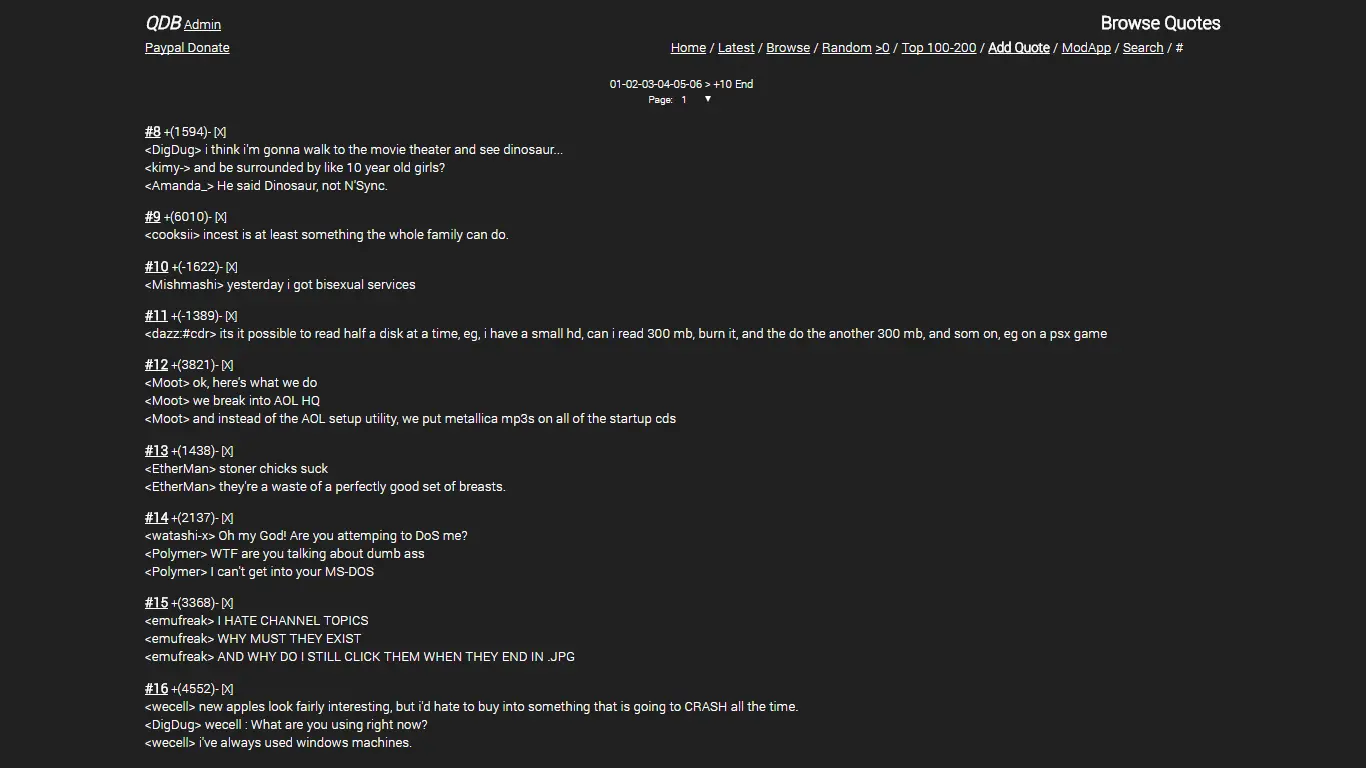 QDB Admin
Browse Quotes
Paypal Donate
Home / Latest / Browse / Random >0 / Top 100-200 / Add Quote / ModApp / Search / #
01-02-03-04-05-06 > +10 End
Page: 1 ▼
#8 +(1594)- [X]
<DigDug> i think i'm gonna walk to the movie theater and see dinosaur...
<kimy-> and be surrounded by like 10 year old girls?
<Amanda_> He said Dinosaur, not N'Sync.
#9 +(6010)- [X]
<cooksii> incest is at least something the whole family can do.
#10 +(-1622)- [X]
<Mishmashi> yesterday i got bisexual services
#11 +(-1389)- [X]
<dazz:#cdr> its it possible to read half a disk at a time, eg, i have a small hd, can i read 300 mb, burn it, and the do the another 300 mb, and som on, eg on a psx game
#12 +(3821)- [X]
<Moot> ok, here's what we do
<Moot> we break into AOL HQ
<Moot> and instead of the AOL setup utility, we put metallica mp3s on all of the startup cds
#13 +(1438)- [X]
<EtherMan> stoner chicks suck
<EtherMan> they're a waste of a perfectly good set of breasts.
#14 +(2137)- [X]
<watashi-x> Oh my God! Are you attemping to DoS me?
<Polymer> WTF are you talking about dumb ass
<Polymer> I can't get into your MS-DOS
#15 +(3368)- [X]
<emufreak> I HATE CHANNEL TOPICS
<emufreak> WHY MUST THEY EXIST
<emufreak> AND WHY DO I STILL CLICK THEM WHEN THEY END IN .JPG
#16 +(4552)- [X]
<wecell> new apples look fairly interesting, but i'd hate to buy into something that is going to CRASH all the time.
<DigDug> wecell : What are you using right now?
<wecell> i've always used windows machines.